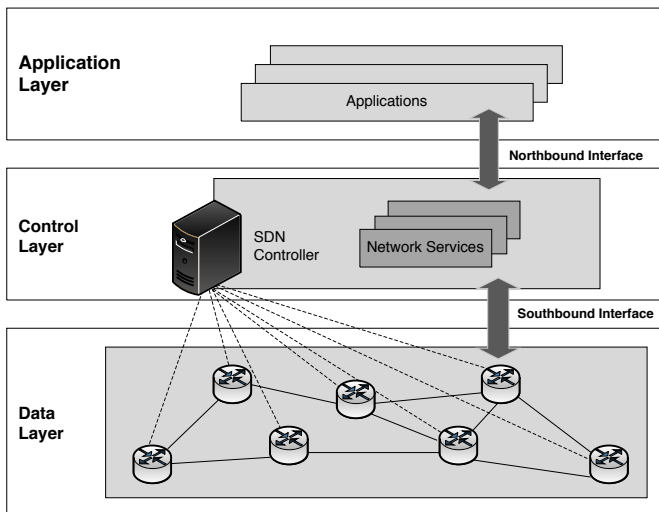 Application
Layer
Applications
Northbound Interface
Control
Layer
SDN
Controller
Network Services
Southbound Interface
Data
Layer